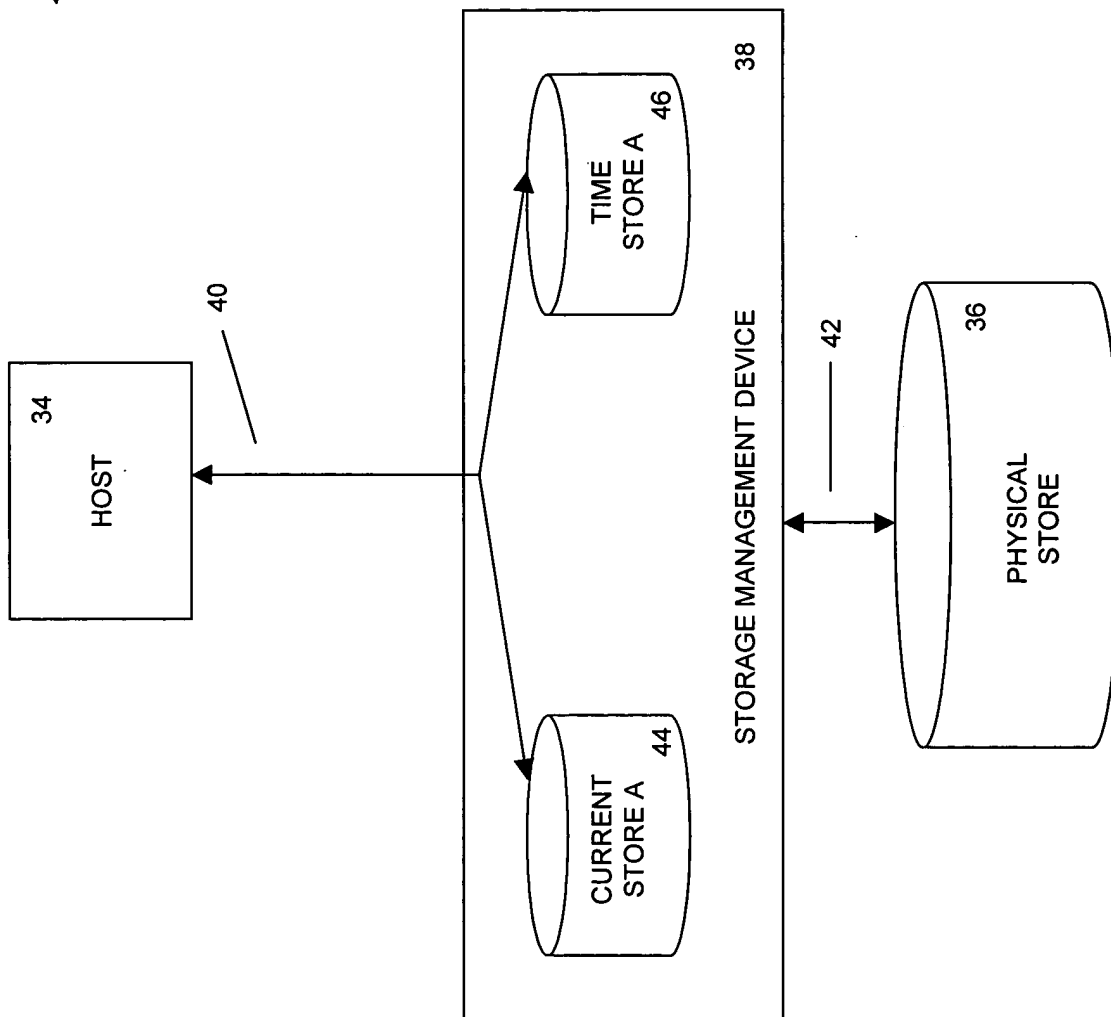 34
HOST
40
38
46
TIME
STORE A
44
CURRENT
STORE A
STORAGE MANAGEMENT DEVICE
42
36
PHYSICAL
STORE